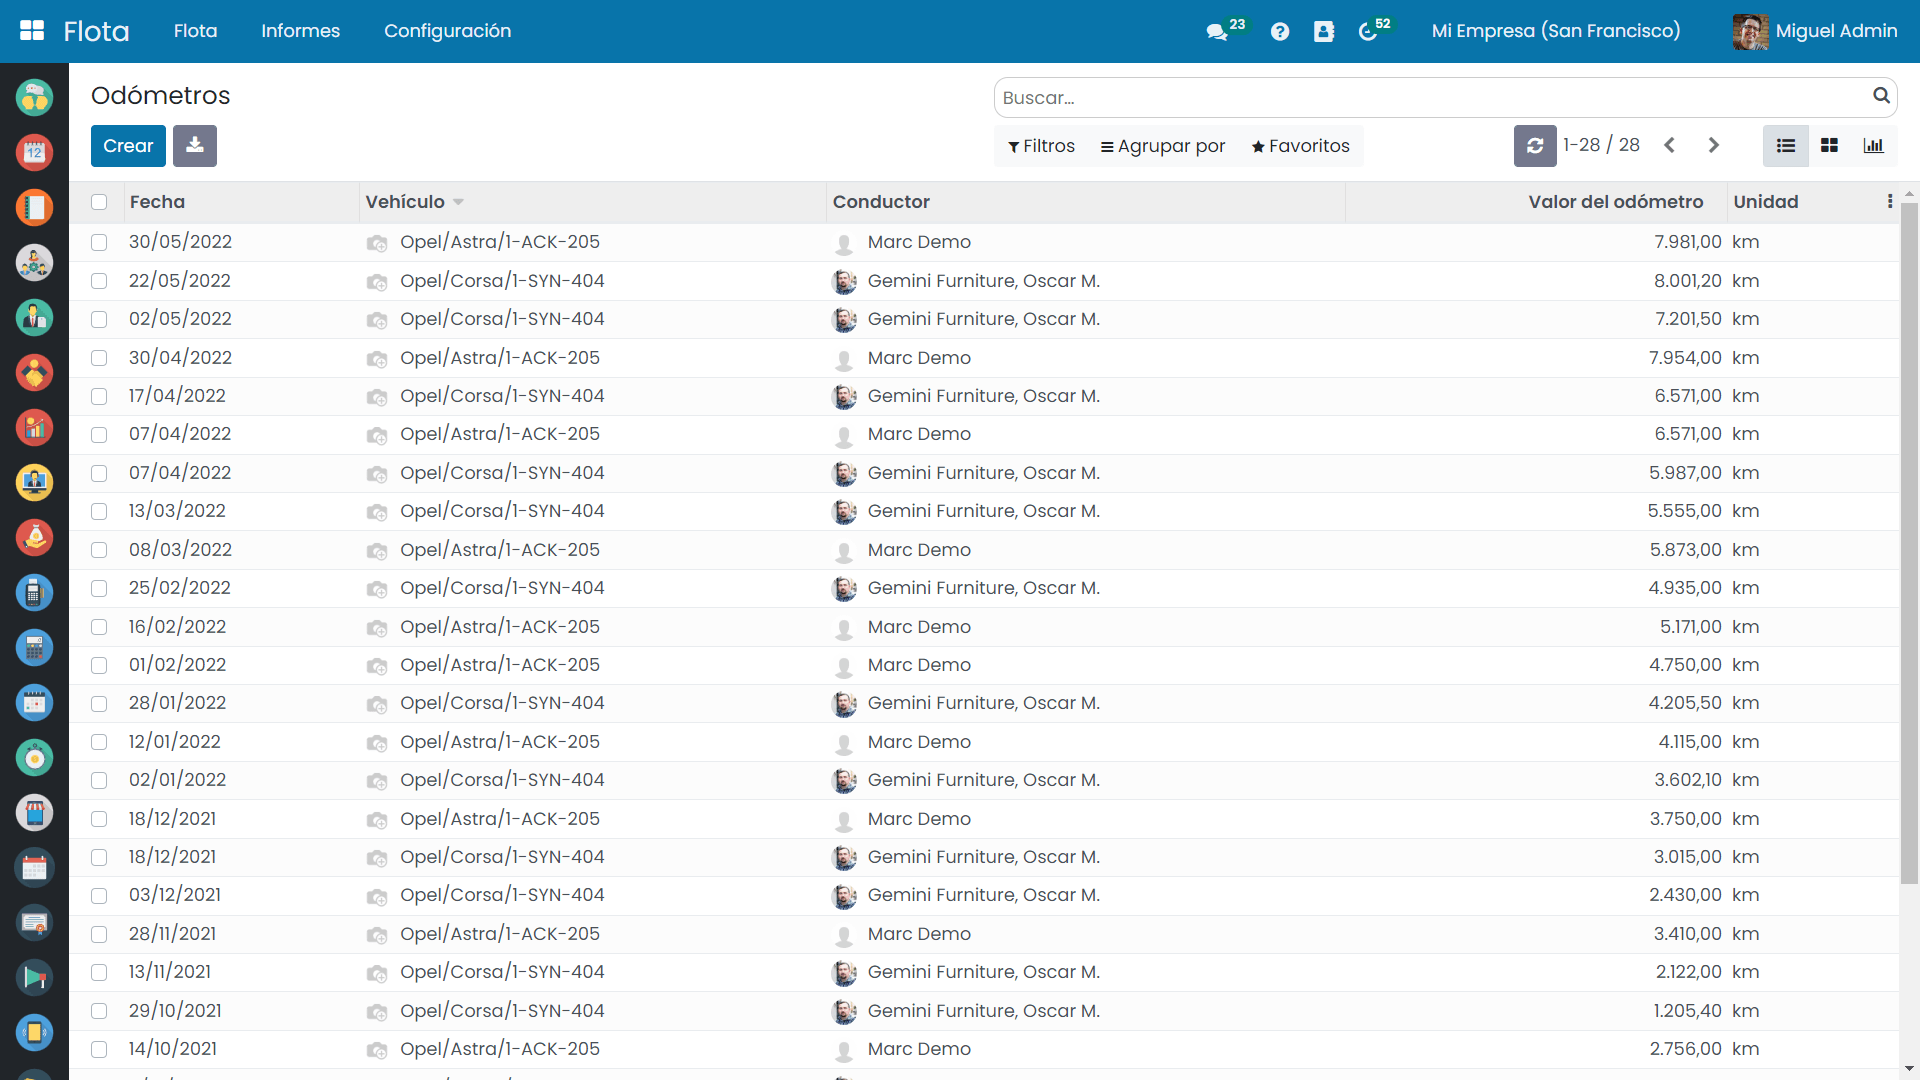 Flota Flota Informes Configuración 23 52 Mi Empresa (San Francisco) Miguel Admin
Odómetros
Buscar...
Crear
Filtros Agrupar por Favoritos 1-28 / 28
Fecha Vehículo Conductor Valor del odómetro Unidad
30/05/2022 Opel/Astra/1-ACK-205 Marc Demo 7.981,00 km
22/05/2022 Opel/Corsa/1-SYN-404 Gemini Furniture, Oscar M. 8.001,20 km
02/05/2022 Opel/Corsa/1-SYN-404 Gemini Furniture, Oscar M. 7.201,50 km
30/04/2022 Opel/Astra/1-ACK-205 Marc Demo 7.954,00 km
17/04/2022 Opel/Corsa/1-SYN-404 Gemini Furniture, Oscar M. 6.571,00 km
07/04/2022 Opel/Astra/1-ACK-205 Marc Demo 6.571,00 km
07/04/2022 Opel/Corsa/1-SYN-404 Gemini Furniture, Oscar M. 5.987,00 km
13/03/2022 Opel/Corsa/1-SYN-404 Gemini Furniture, Oscar M. 5.555,00 km
08/03/2022 Opel/Astra/1-ACK-205 Marc Demo 5.873,00 km
25/02/2022 Opel/Corsa/1-SYN-404 Gemini Furniture, Oscar M. 4.935,00 km
16/02/2022 Opel/Astra/1-ACK-205 Marc Demo 5.171,00 km
01/02/2022 Opel/Astra/1-ACK-205 Marc Demo 4.750,00 km
28/01/2022 Opel/Corsa/1-SYN-404 Gemini Furniture, Oscar M. 4.205,50 km
12/01/2022 Opel/Astra/1-ACK-205 Marc Demo 4.115,00 km
02/01/2022 Opel/Corsa/1-SYN-404 Gemini Furniture, Oscar M. 3.602,10 km
18/12/2021 Opel/Astra/1-ACK-205 Marc Demo 3.750,00 km
18/12/2021 Opel/Corsa/1-SYN-404 Gemini Furniture, Oscar M. 3.015,00 km
03/12/2021 Opel/Corsa/1-SYN-404 Gemini Furniture, Oscar M. 2.430,00 km
28/11/2021 Opel/Astra/1-ACK-205 Marc Demo 3.410,00 km
13/11/2021 Opel/Corsa/1-SYN-404 Gemini Furniture, Oscar M. 2.122,00 km
29/10/2021 Opel/Corsa/1-SYN-404 Gemini Furniture, Oscar M. 1.205,40 km
14/10/2021 Opel/Astra/1-ACK-205 Marc Demo 2.756,00 km